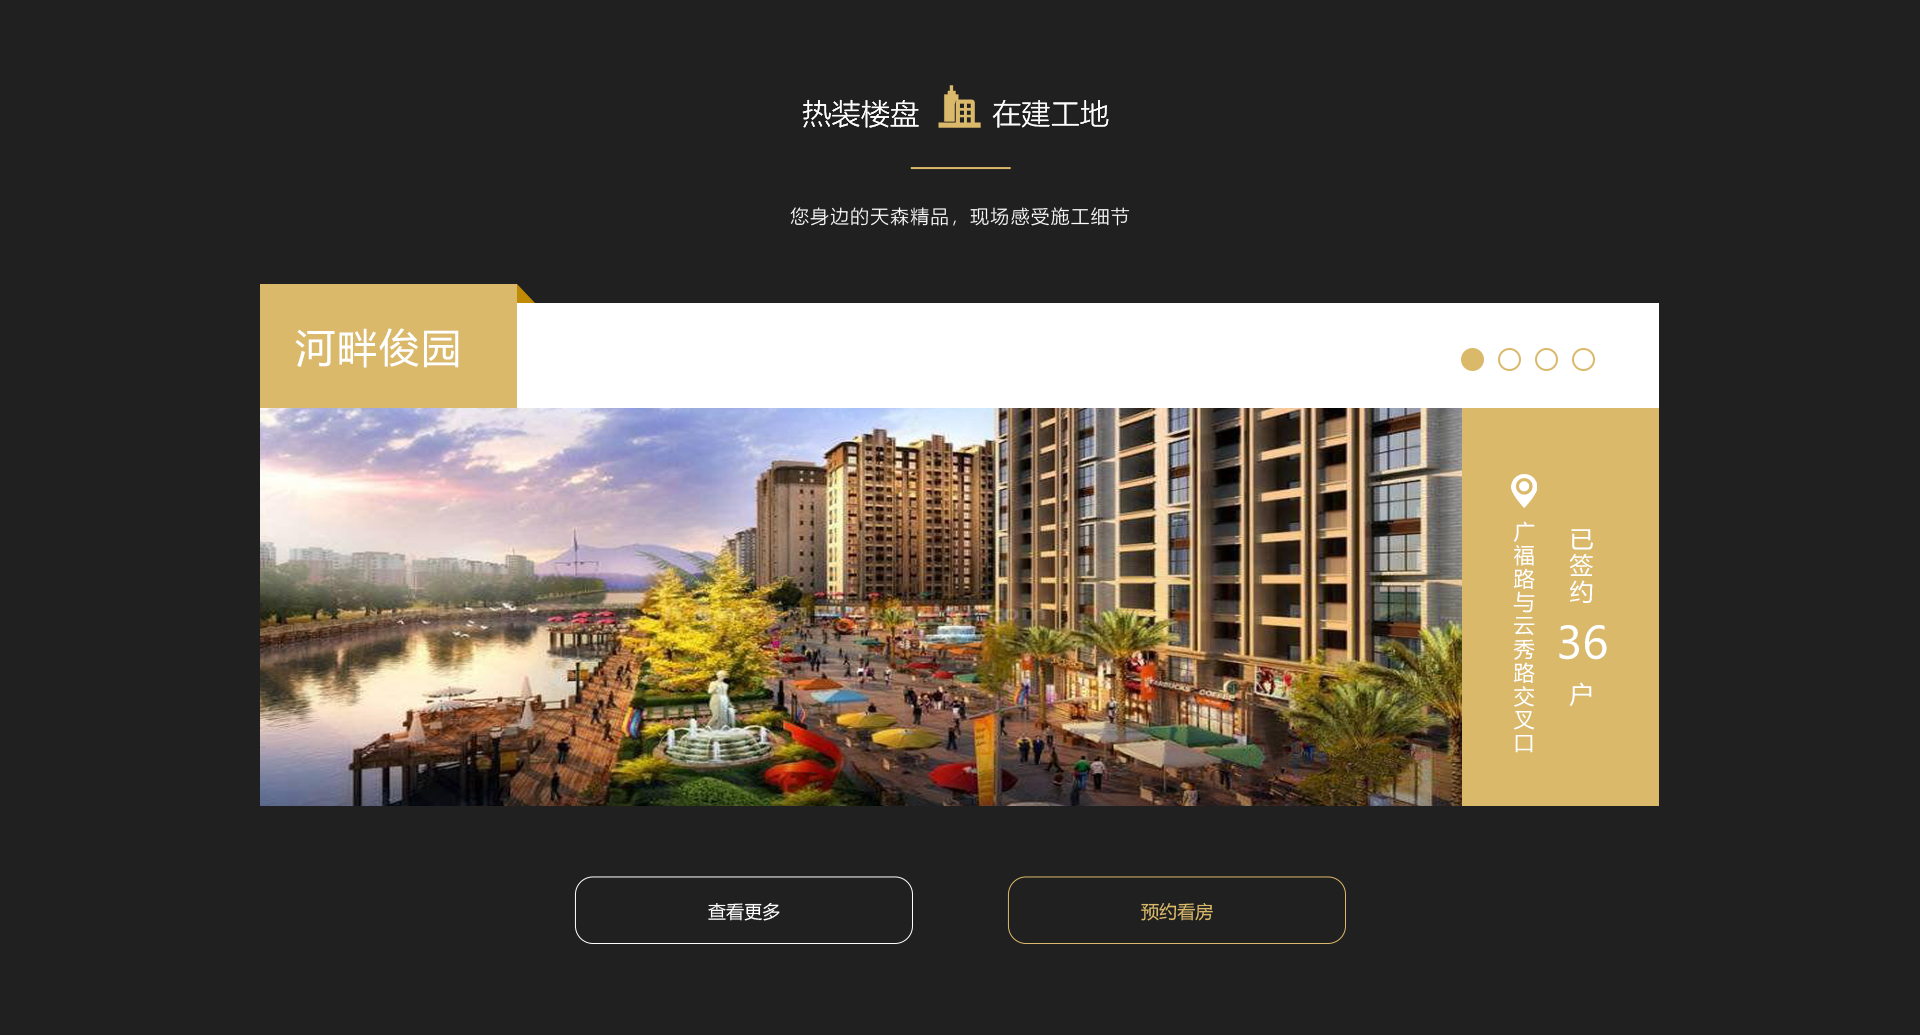 热装楼盘 在建工地
您身边的天森精品，现场感受施工细节
河畔俊园
广福路与云秀路交叉口
已签约
36
户
STARBUCKS COFFEE
查看更多
预约看房